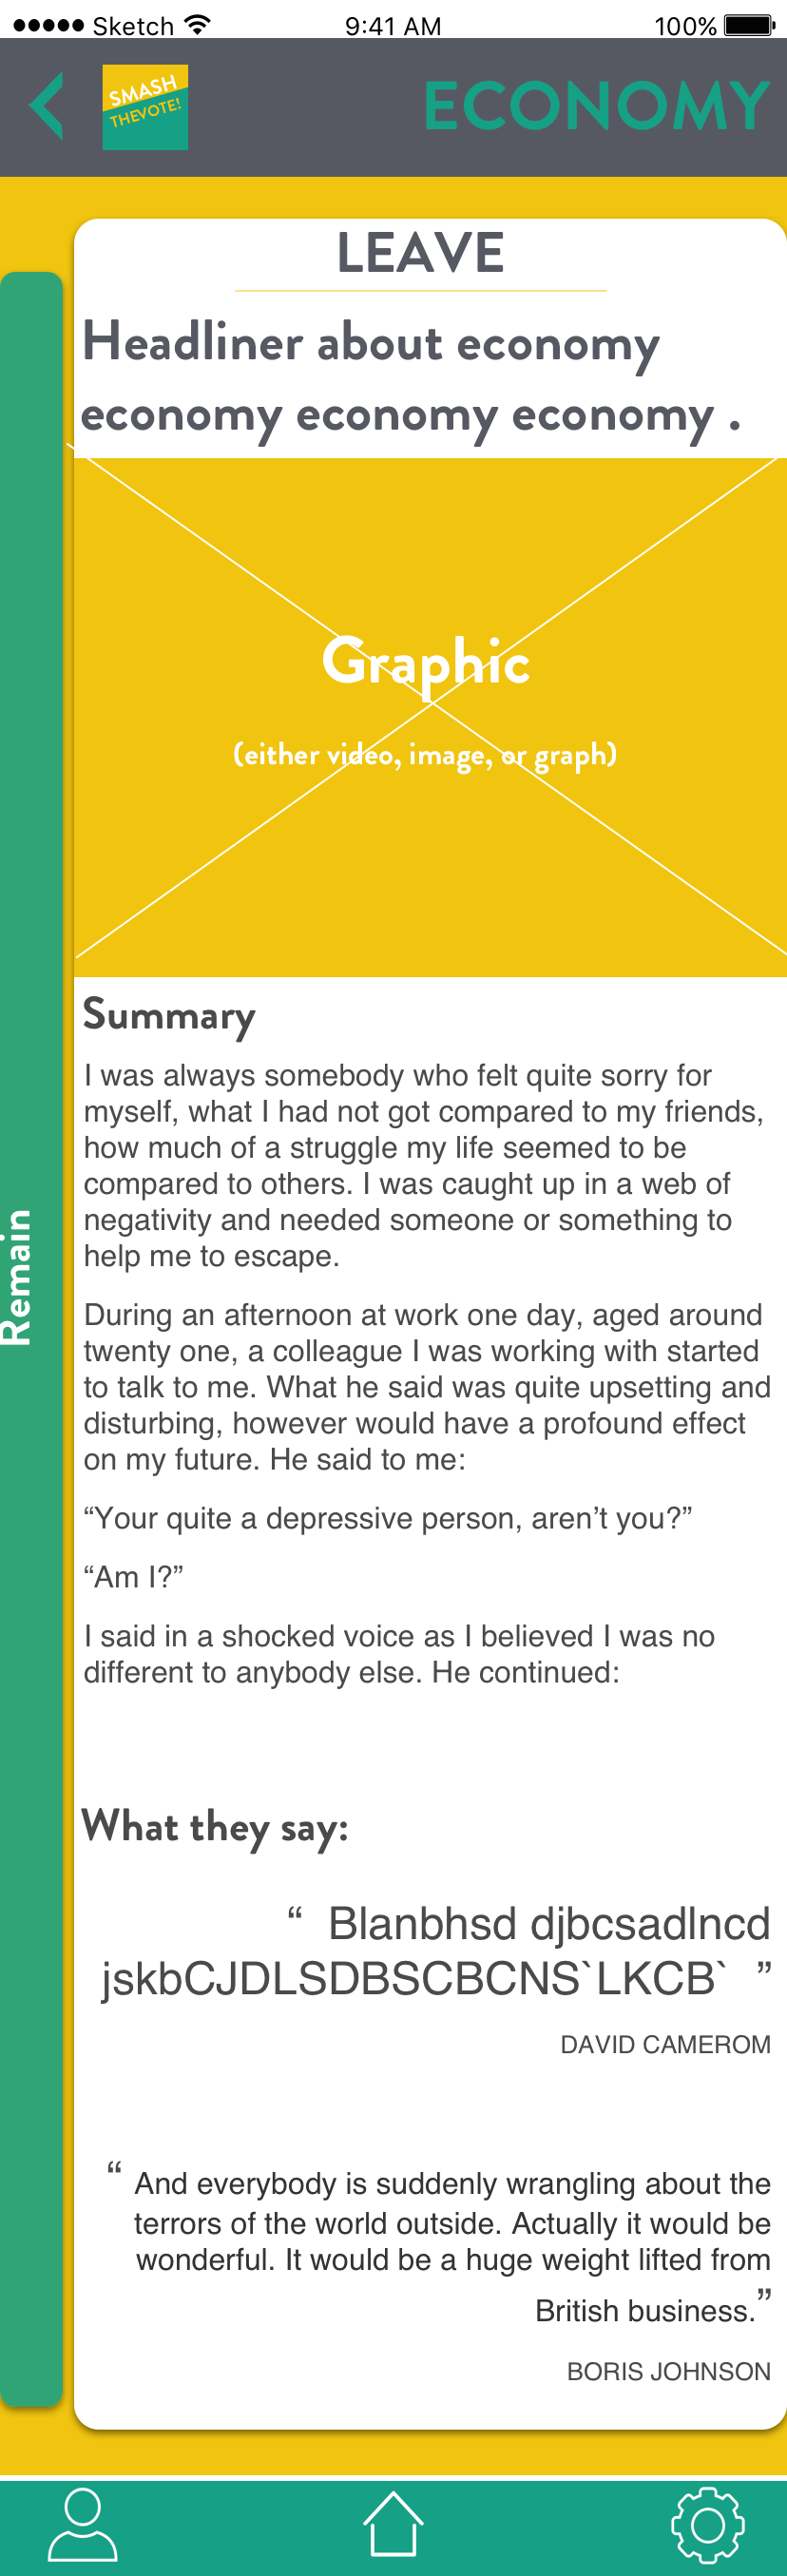 Sketch 9:41 AM 100%
SMASH
THEVOTE!
ECONOMY
LEAVE
Headliner about economy
economy economy economy .
Graphic
(either video, image, or graph)
Summary
I was always somebody who felt quite sorry for
myself, what I had not got compared to my friends,
how much of a struggle my life seemed to be
compared to others. I was caught up in a web of
negativity and needed someone or something to
help me to escape.
During an afternoon at work one day, aged around
twenty one, a colleague I was working with started
to talk to me. What he said was quite upsetting and
disturbing, however would have a profound effect
on my future. He said to me:
“Your quite a depressive person, aren’t you?”
“Am I?”
I said in a shocked voice as I believed I was no
different to anybody else. He continued:
Remain
What they say:
“ Blanbhsd djbcsadlncd
jskbCJDLSDBSCBCNS`LKCB` ”
DAVID CAMEROM
“ And everybody is suddenly wrangling about the
terrors of the world outside. Actually it would be
wonderful. It would be a huge weight lifted from
British business.”
BORIS JOHNSON